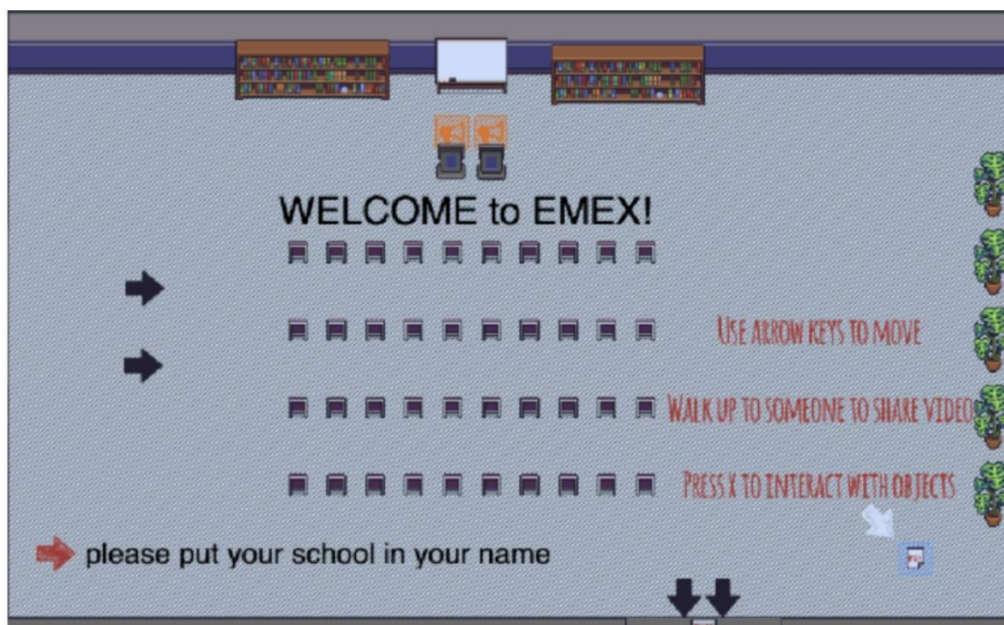 WELCOME to EMEX!
USE ARROW KEYS TO MOVE
WALK UP TO SOMEONE TO SHARE VIDEO
PRESS X TO INTERACT WITH OBJECTS
please put your school in your name